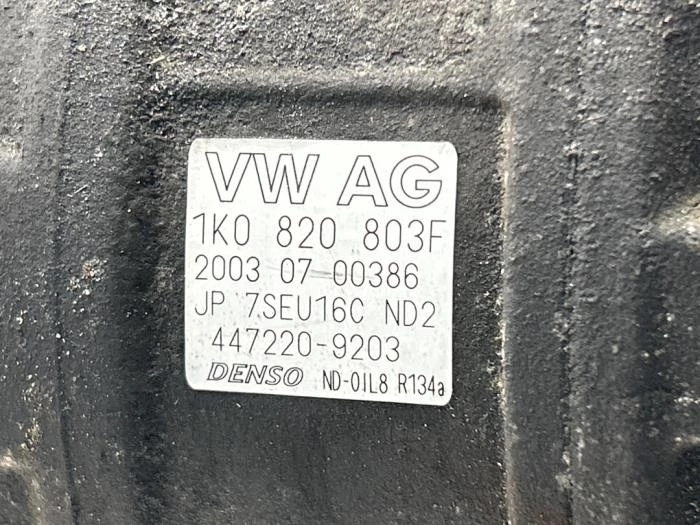 VW AG
1K0 820 803F
2003 07-00386
JP 7SEU16C ND2
447220-9203
DENSO ND-OIL8 R134a